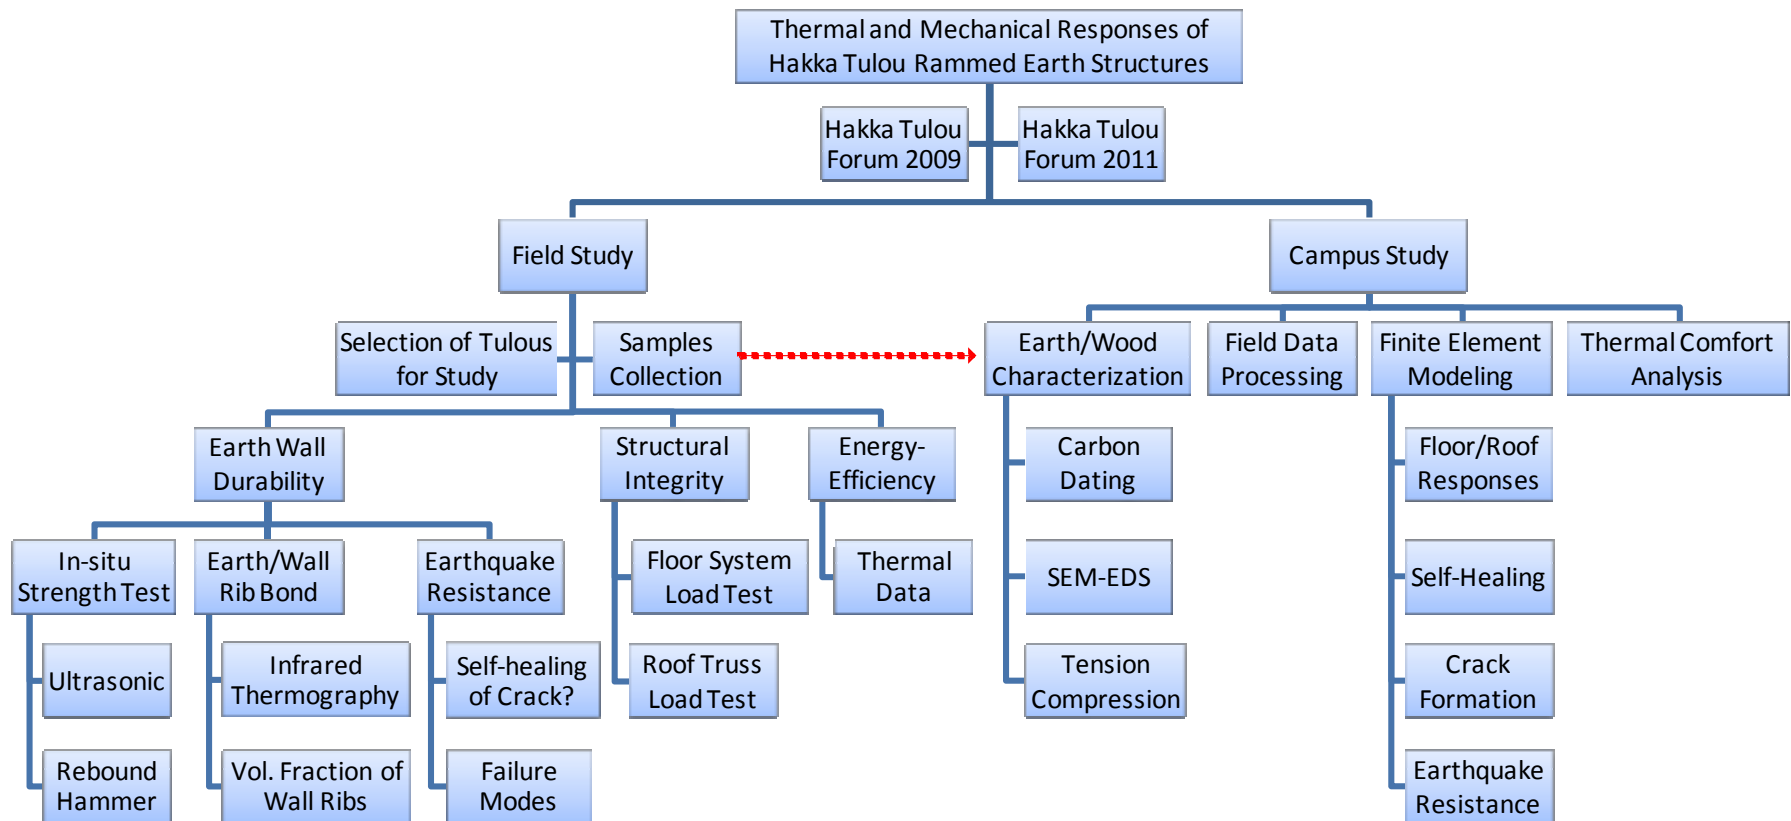 Thermal and Mechanical Responses of
Hakka Tulou Rammed Earth Structures
Hakka Tulou
Forum 2009
Hakka Tulou
Forum 2011
Field Study
Campus Study
Selection of Tulous
for Study
Samples
Collection
Earth/Wood
Characterization
Field Data
Processing
Finite Element
Modeling
Thermal Comfort
Analysis
Earth Wall
Durability
Structural
Integrity
Energy-
Efficiency
Carbon
Dating
Floor/Roof
Responses
In-situ
Strength Test
Earth/Wall
Rib Bond
Earthquake
Resistance
Floor System
Load Test
Thermal
Data
SEM-EDS
Self-Healing
Ultrasonic
Infrared
Thermography
Self-healing
of Crack?
Roof Truss
Load Test
Tension
Compression
Crack
Formation
Rebound
Hammer
Vol. Fraction of
Wall Ribs
Failure
Modes
Earthquake
Resistance